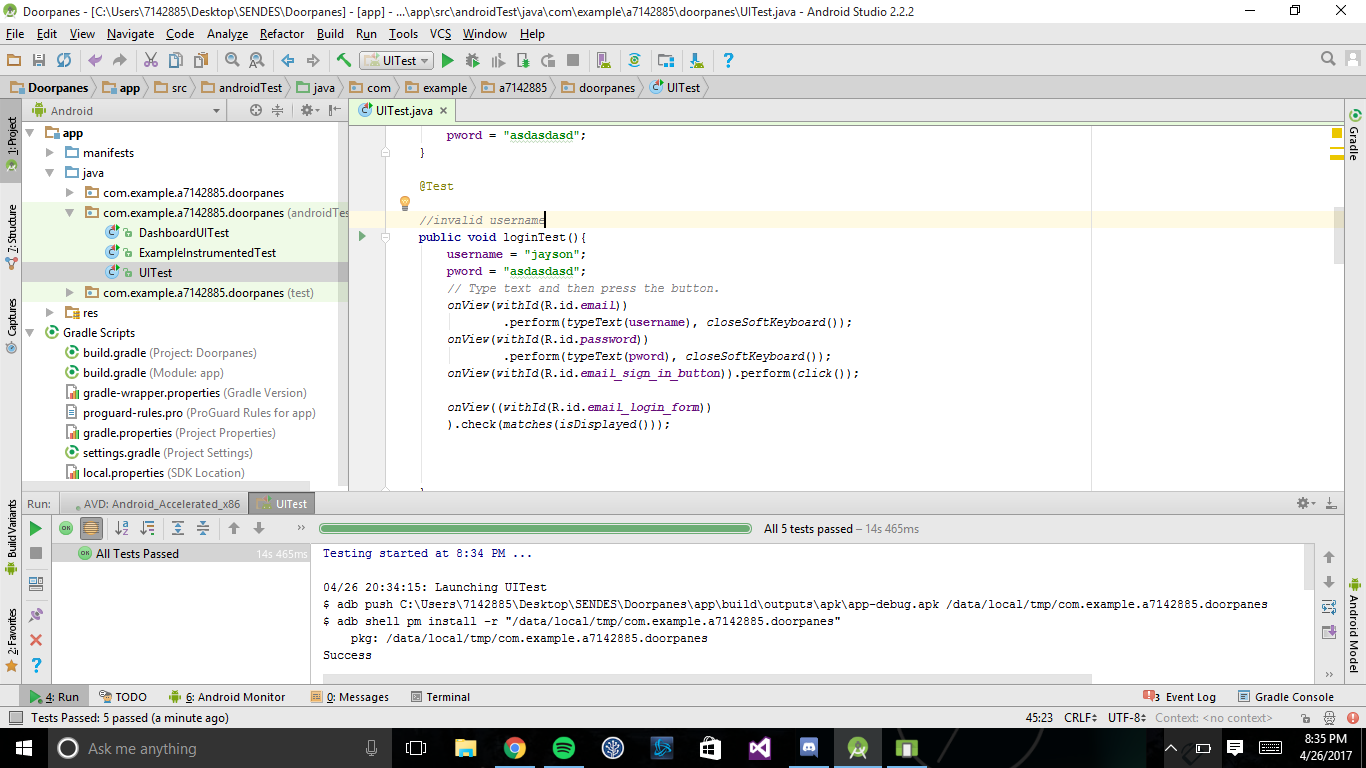 Doorpanes - [C:\Users\7142885\Desktop\SENDES\Doorpanes] - [app] - ...\app\src\androidTest\java\com\example\a7142885\doorpanes\UITest.java - Android Studio 2.2.2
File Edit View Navigate Code Analyze Refactor Build Run Tools VCS Window Help
UITest
Doorpanes app src androidTest java com example a7142885 doorpanes UITest
1: Project
7: Structure
Captures
Build Variants
2: Favorites
Android
app
manifests
java
com.example.a7142885.doorpanes
com.example.a7142885.doorpanes (androidTes
DashboardUITest
ExampleInstrumentedTest
UITest
com.example.a7142885.doorpanes (test)
res
Gradle Scripts
build.gradle (Project: Doorpanes)
build.gradle (Module: app)
gradle-wrapper.properties (Gradle Version)
proguard-rules.pro (ProGuard Rules for app)
gradle.properties (Project Properties)
settings.gradle (Project Settings)
local.properties (SDK Location)
UITest.java
pword = "asdasdasd";
}
@Test
//invalid username
public void loginTest(){
username = "jayson";
pword = "asdasdasd";
// Type text and then press the button.
onView(withId(R.id.email))
.perform(typeText(username), closeSoftKeyboard());
onView(withId(R.id.password))
.perform(typeText(pword), closeSoftKeyboard());
onView(withId(R.id.email_sign_in_button)).perform(click());
onView((withId(R.id.email_login_form))
).check(matches(isDisplayed()));
Gradle
Android Model
Run: AVD: Android_Accelerated_x86 UITest
OK
All 5 tests passed – 14s 465ms
OK All Tests Passed 14s 465ms
Testing started at 8:34 PM ...
04/26 20:34:15: Launching UITest
$ adb push C:\Users\7142885\Desktop\SENDES\Doorpanes\app\build\outputs\apk\app-debug.apk /data/local/tmp/com.example.a7142885.doorpanes
$ adb shell pm install -r "/data/local/tmp/com.example.a7142885.doorpanes"
pkg: /data/local/tmp/com.example.a7142885.doorpanes
Success
4: Run TODO 6: Android Monitor 0: Messages Terminal 3 Event Log Gradle Console
Tests Passed: 5 passed (a minute ago) 45:23 CRLF UTF-8 Context: <no context>
Ask me anything
8:35 PM
4/26/2017